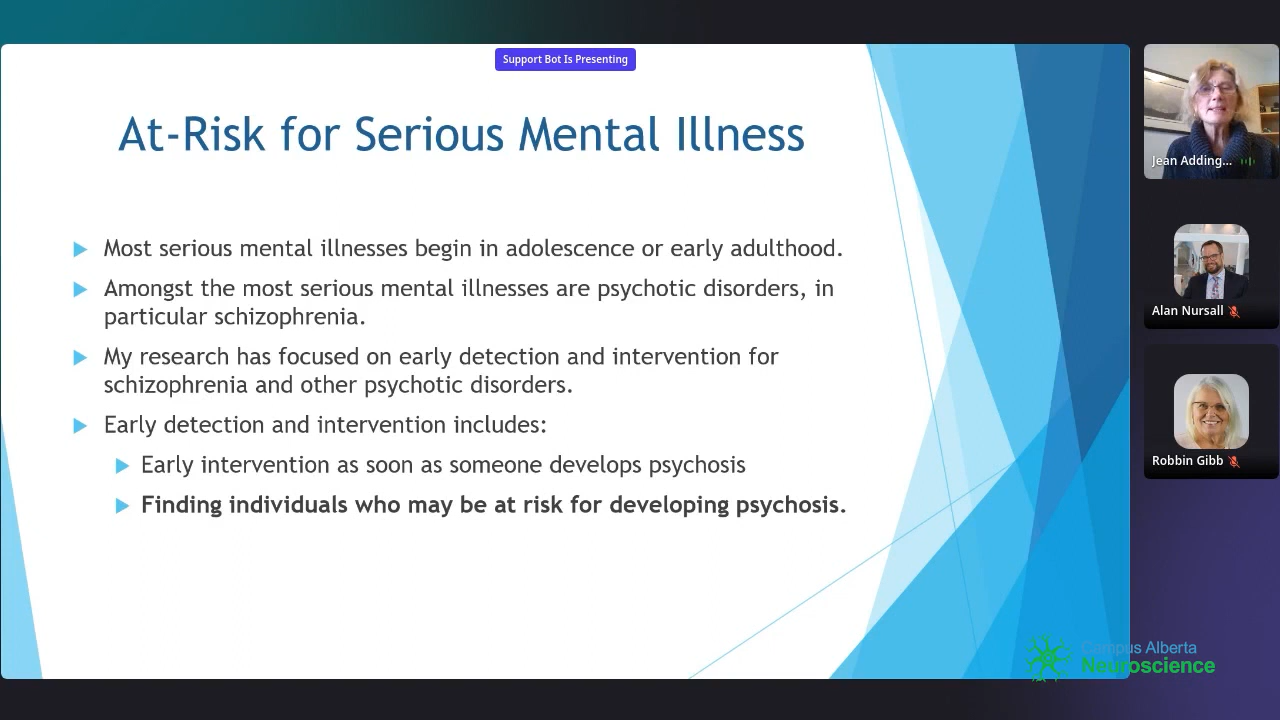 Support Bot Is Presenting
At-Risk for Serious Mental Illness
Most serious mental illnesses begin in adolescence or early adulthood.
Amongst the most serious mental illnesses are psychotic disorders, in
particular schizophrenia.
My research has focused on early detection and intervention for
schizophrenia and other psychotic disorders.
Early detection and intervention includes:
Early intervention as soon as someone develops psychosis
Finding individuals who may be at risk for developing psychosis.
Jean Adding...
Alan Nursall
Robbin Gibb
Campus Alberta
Neuroscience